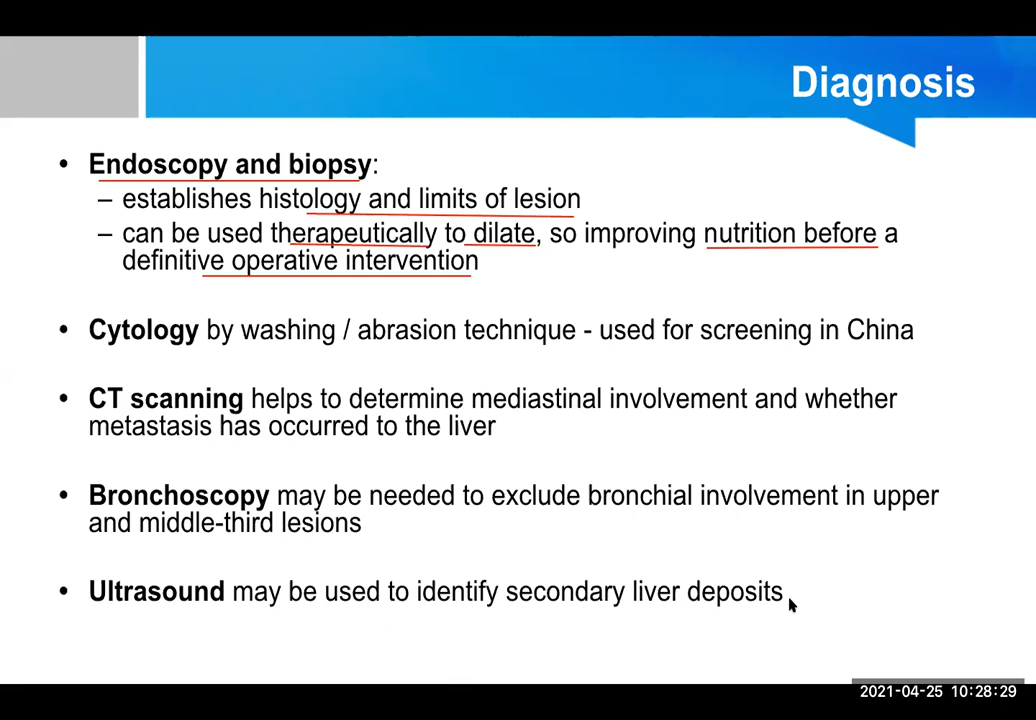 Diagnosis
• Endoscopy and biopsy:
– establishes histology and limits of lesion
– can be used therapeutically to dilate, so improving nutrition before a
definitive operative intervention
• Cytology by washing / abrasion technique - used for screening in China
• CT scanning helps to determine mediastinal involvement and whether
metastasis has occurred to the liver
• Bronchoscopy may be needed to exclude bronchial involvement in upper
and middle-third lesions
• Ultrasound may be used to identify secondary liver deposits
2021-04-25 10:28:29